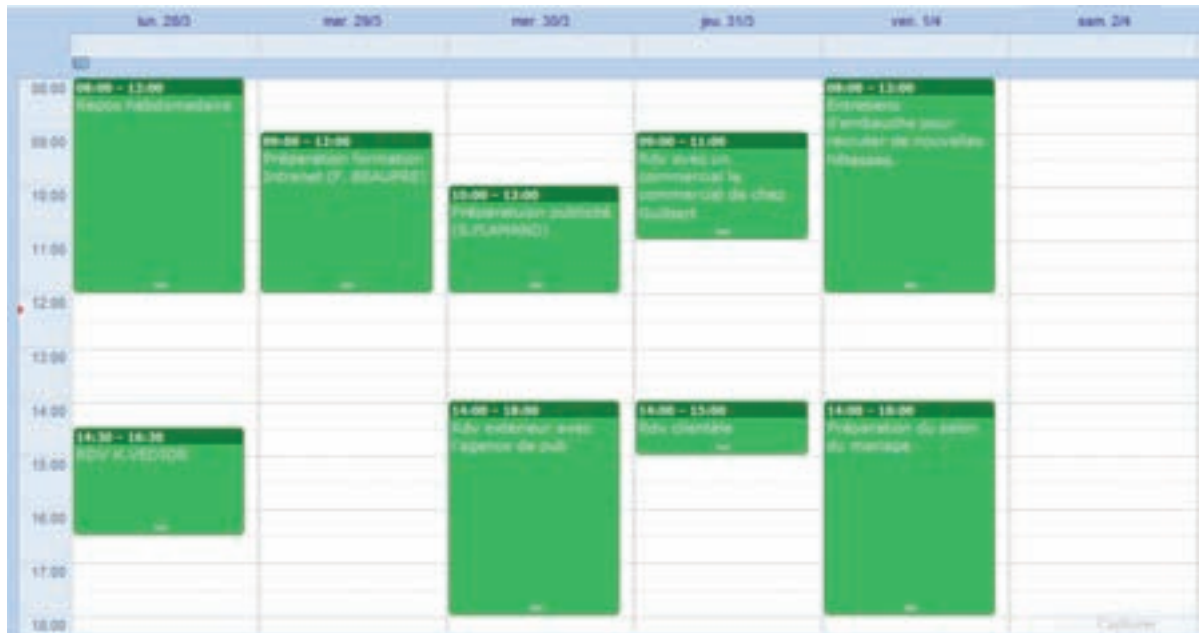 lun. 28/3
mar. 29/3
mer. 30/3
jeu. 31/3
ven. 1/4
sam. 2/4
08:00
09:00
10:00
11:00
12:00
13:00
14:00
15:00
16:00
17:00
18:00
08:00 - 12:00
Repos hebdomadaire
14:30 - 16:30
RDV K.VEDIOR
09:00 - 12:00
Préparation formation
Intranet (F. BEAUPRE)
10:00 - 12:00
Préparation publicité
(S.FLAMAND)
14:00 - 18:00
Rdv extérieur avec
l'agence de pub
09:00 - 11:00
Rdv avec un
commercial le
commercial de chez
Guilbert
14:00 - 15:00
Rdv clientèle
08:00 - 12:00
Entretiens
d'embauche pour
recruter de nouvelles
hôtesses.
14:00 - 18:00
Préparation du salon
du mariage